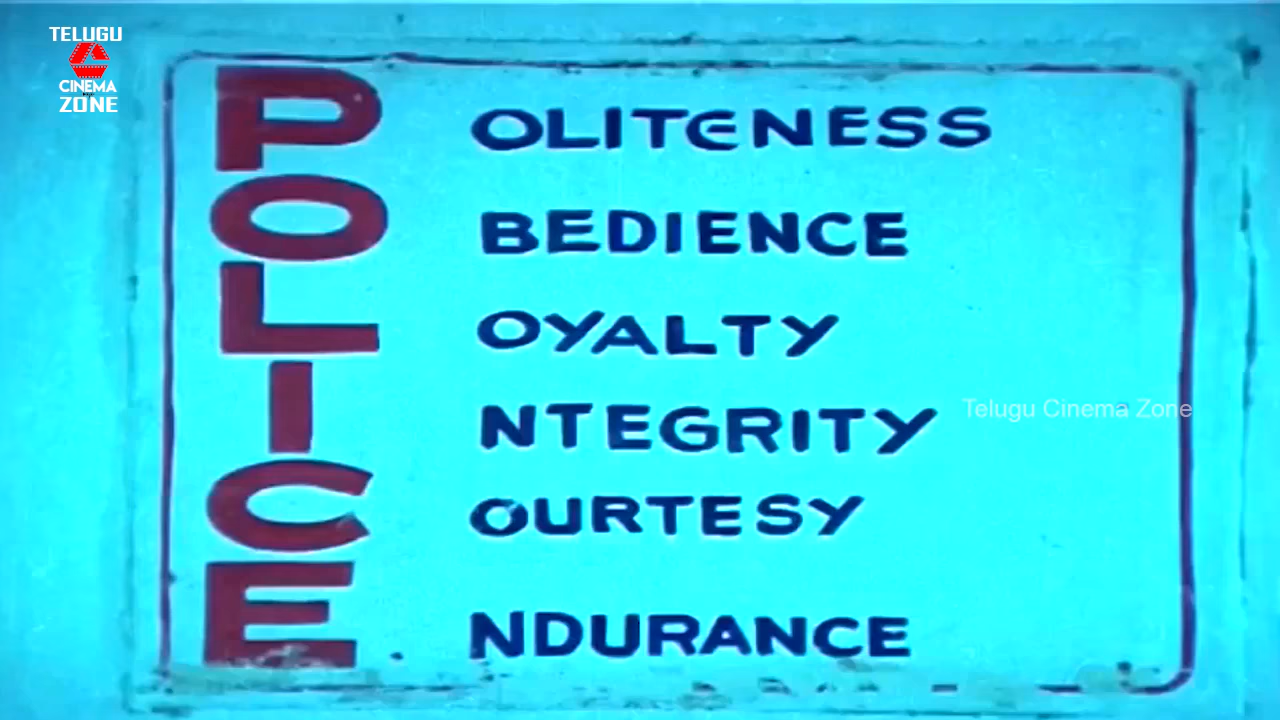 TELUGU
CINEMA
ZONE
P OLITENESS
O BEDIENCE
L OYALTY
I NTEGRITY
Telugu Cinema Zone
C OURTESY
E NDURANCE